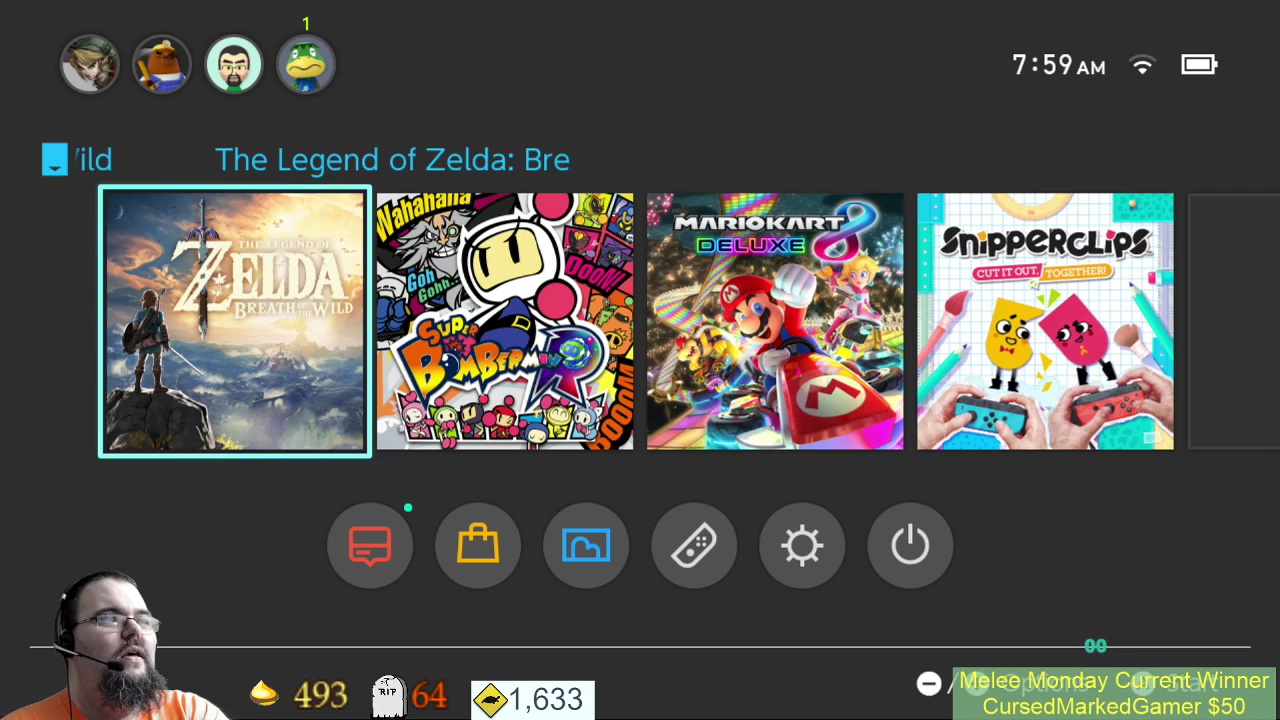 1
7:59 AM
ild
The Legend of Zelda: Bre
THE LEGEND OF
ZELDA
BREATH OF THE WILD
Wahahaha
Goh
Gohh..
OOON!
SUPER
BOMBERMAN R
BOOOM
MARIOKART 8
DELUXE
SNIPPERCLIPS
CUT IT OUT, TOGETHER!
RIP
493
64
1,633
Melee Monday Current Winner
CursedMarkedGamer $50